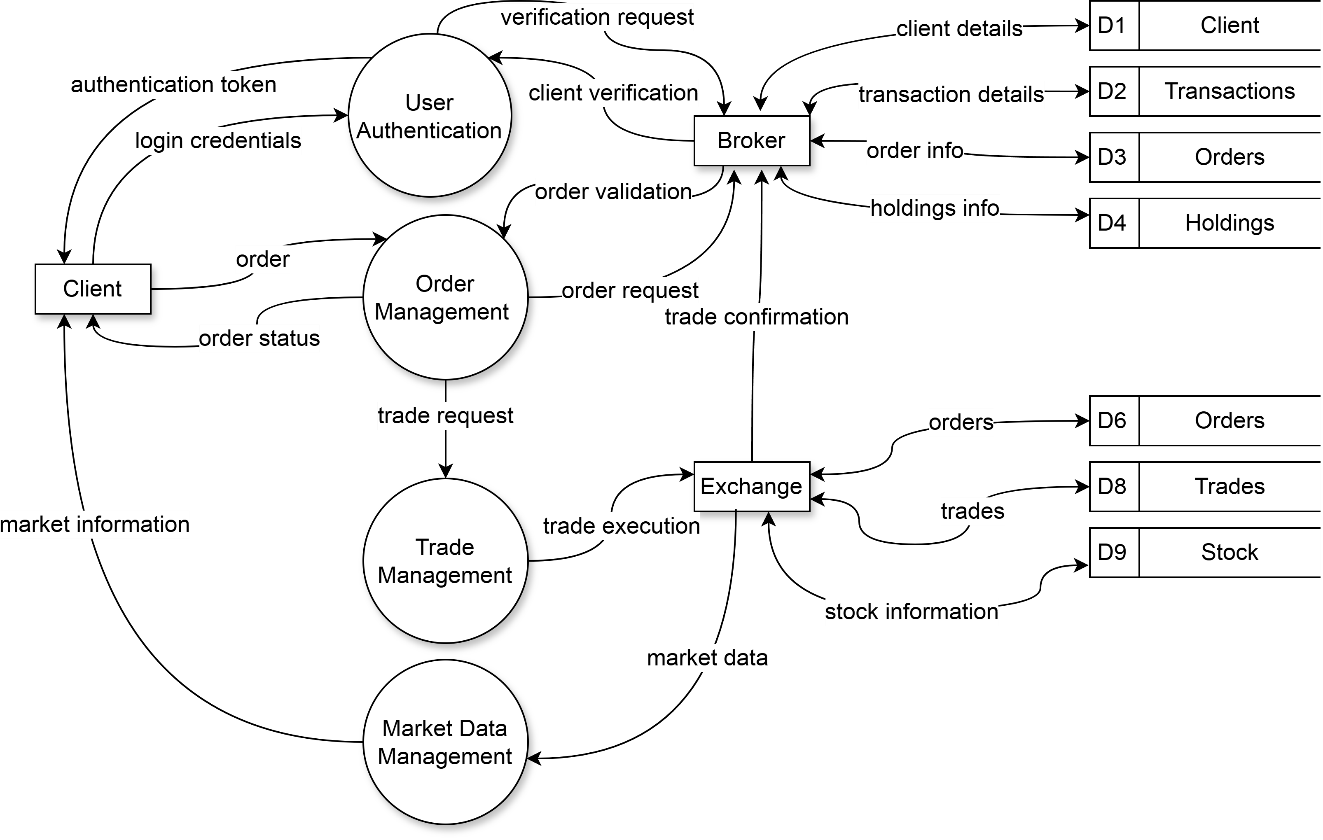 verification request
client details
D1 Client
authentication token
User
Authentication
client verification
transaction details
D2 Transactions
login credentials
Broker
order info
D3 Orders
order validation
holdings info
D4 Holdings
order
Client
Order
Management
order request
order status
trade confirmation
trade request
orders
D6 Orders
Exchange
D8 Trades
trades
market information
trade execution
Trade
Management
D9 Stock
stock information
market data
Market Data
Management